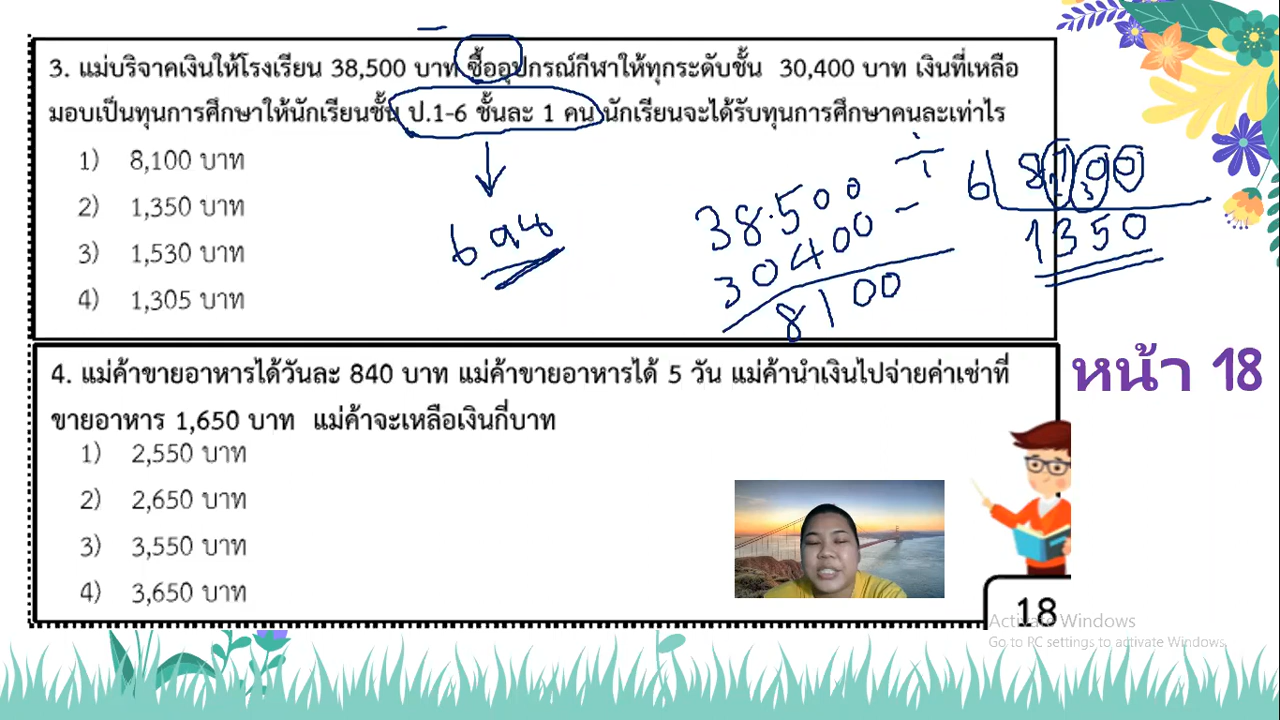 3. แม่บริจาคเงินให้โรงเรียน 38,500 บาท ซื้ออุปกรณ์กีฬาให้ทุกระดับชั้น 30,400 บาท เงินที่เหลือ
มอบเป็นทุนการศึกษาให้นักเรียนชั้น ป.1-6 ชั้นละ 1 คน นักเรียนจะได้รับทุนการศึกษาคนละเท่าไร
1) 8,100 บาท
2) 1,350 บาท
3) 1,530 บาท
4) 1,305 บาท
6 คน
38.500
30400 -
8100
÷
6 8100
1350
4. แม่ค้าขายอาหารได้วันละ 840 บาท แม่ค้าขายอาหารได้ 5 วัน แม่ค้านำเงินไปจ่ายค่าเช่าที่
ขายอาหาร 1,650 บาท แม่ค้าจะเหลือเงินกี่บาท
1) 2,550 บาท
2) 2,650 บาท
3) 3,550 บาท
4) 3,650 บาท
หน้า 18
18
Activate Windows
Go to PC settings to activate Windows.